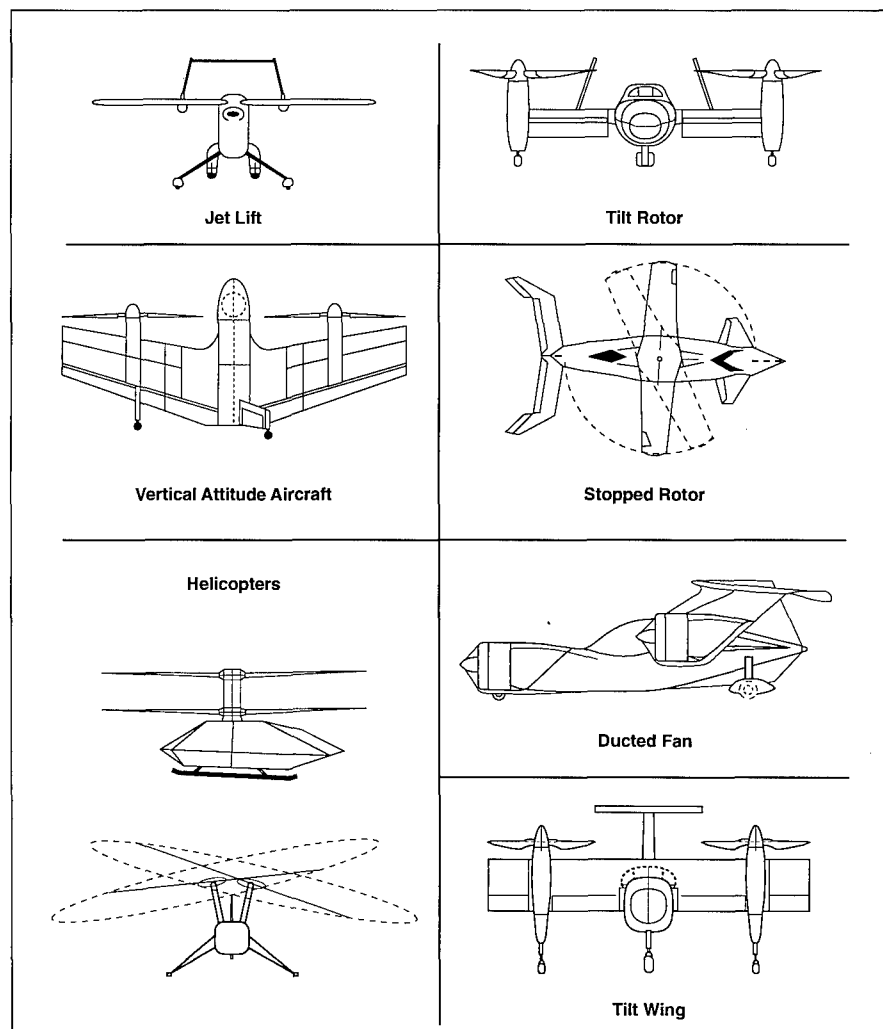 Jet Lift
Tilt Rotor
Vertical Attitude Aircraft
Stopped Rotor
Helicopters
Ducted Fan
Tilt Wing